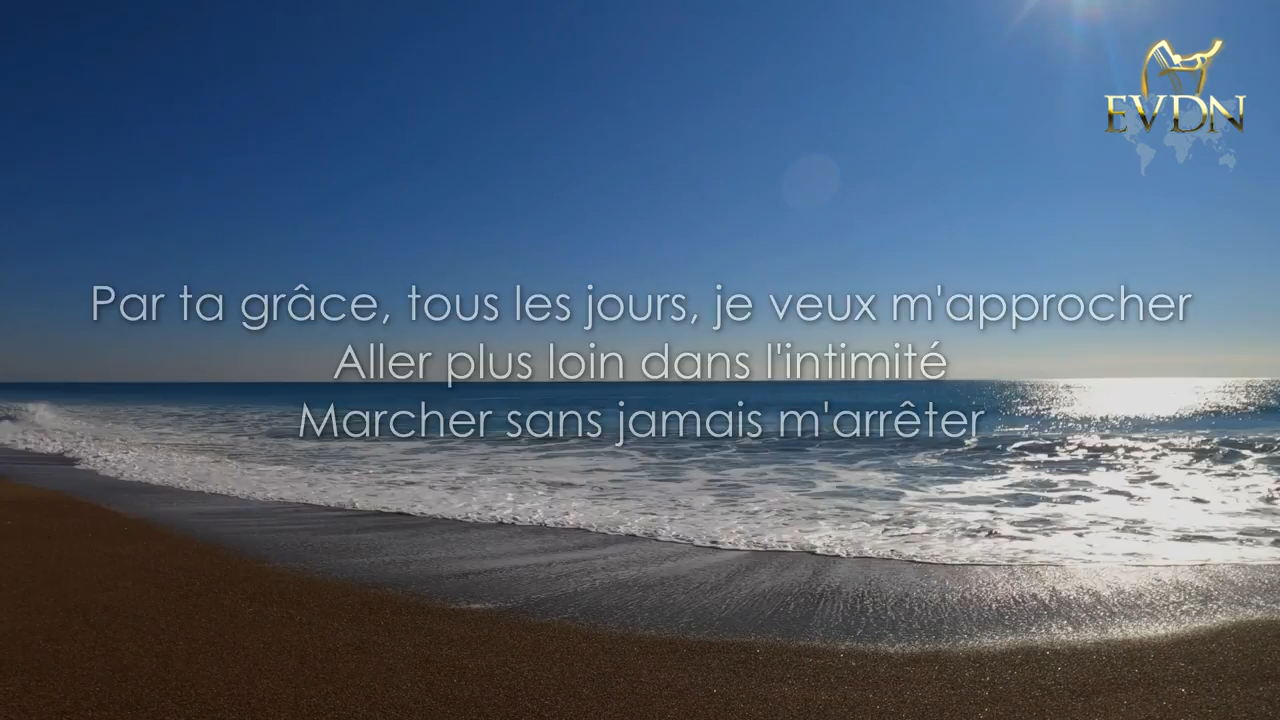 EVDN
Par ta grâce, tous les jours, je veux m'approcher
Aller plus loin dans l'intimité
Marcher sans jamais m'arrêter